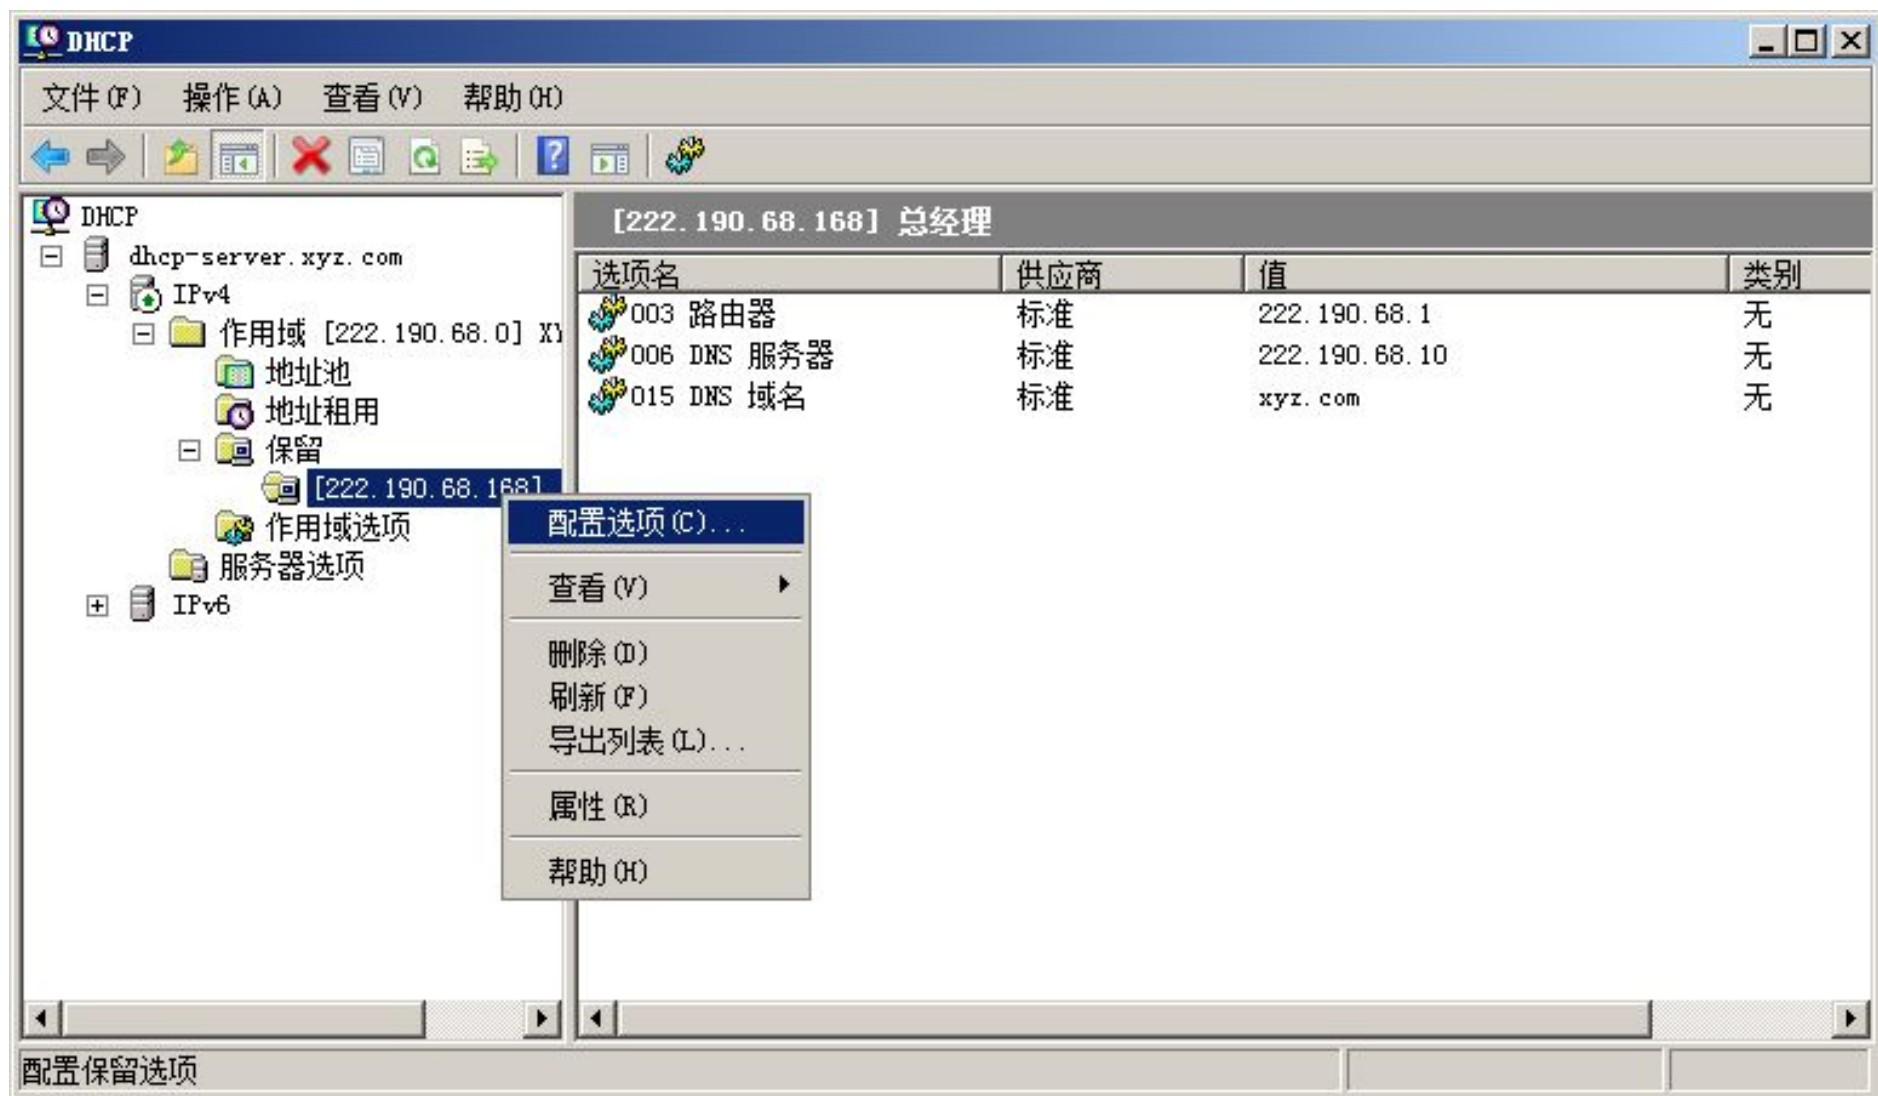 DHCP
文件(F) 操作(A) 查看(V) 帮助(H)
DHCP
dhcp-server.xyz.com
IPv4
作用域 [222.190.68.0]
地址池
地址租用
保留
[222.190.68.168]
作用域选项
服务器选项
IPv6
[222.190.68.168] 总经理
选项名 供应商 值 类别
003 路由器 标准 222.190.68.1 无
006 DNS 服务器 标准 222.190.68.10 无
015 DNS 域名 标准 xyz.com 无
配置选项(C)...
查看(V)
删除(D)
刷新(F)
导出列表(L)...
属性(R)
帮助(H)
配置保留选项